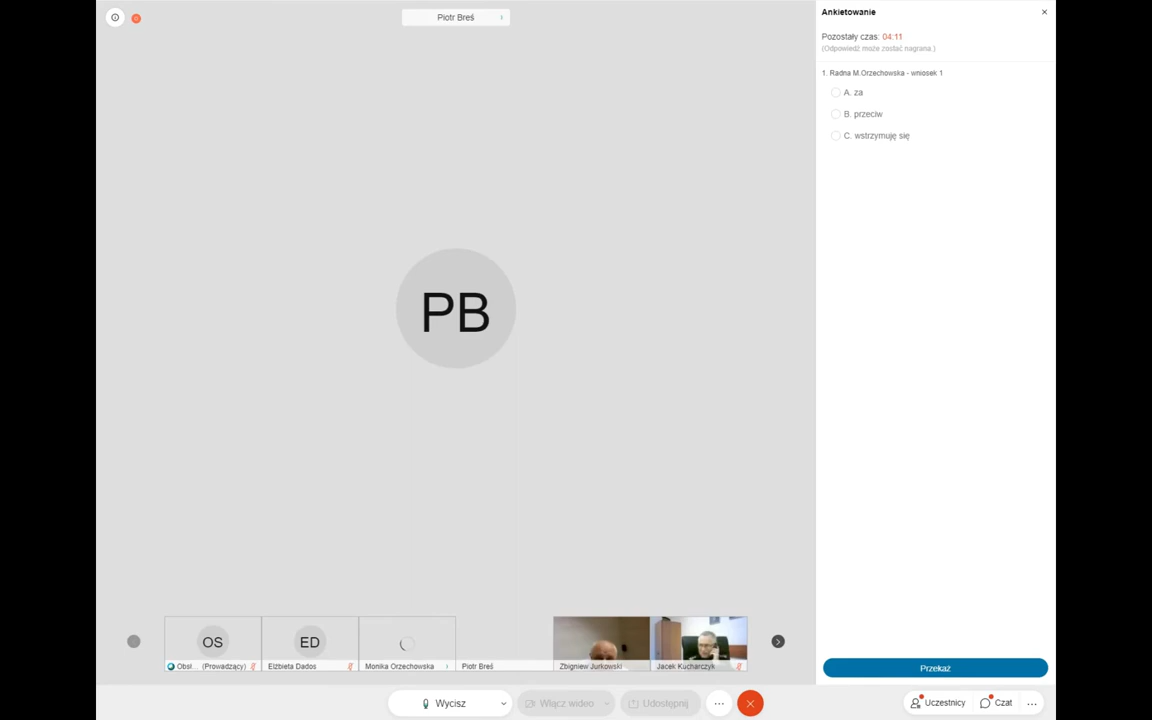 Piotr Breś
Ankietowanie
Pozostały czas: 04:11
(Odpowiedź może zostać nagrana.)
1. Radna M.Orzechowska - wniosek 1
A. za
B. przeciw
C. wstrzymuję się
PB
OS
ED
Obsł... (Prowadzący)
Elżbieta Dados
Monika Orzechowska
Piotr Breś
Zbigniew Jurkowski
Jacek Kucharczyk
Przekaż
Wycisz
Włącz wideo
Udostępnij
Uczestnicy
Czat